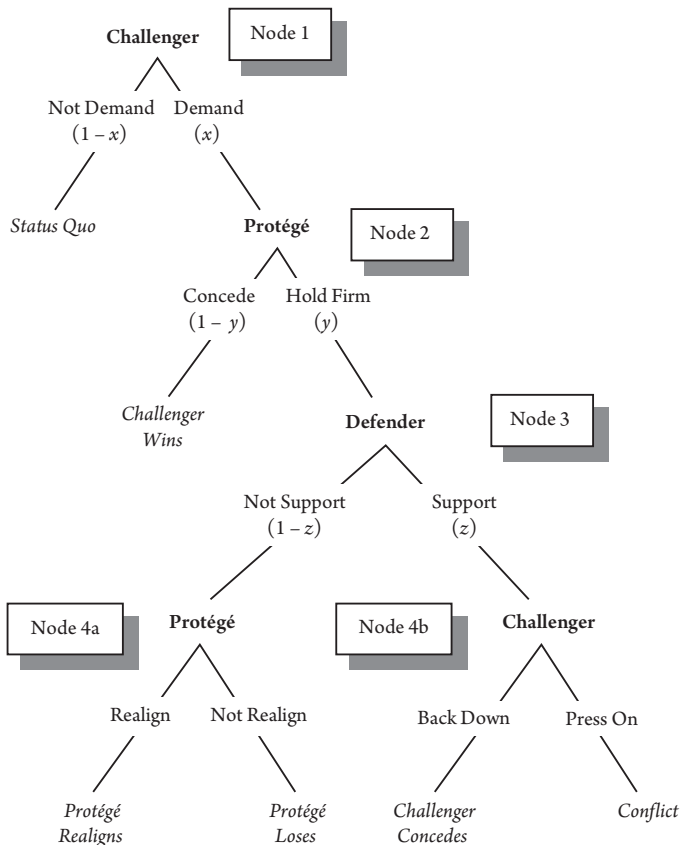 Challenger
Node 1
Not Demand
(1 – x)
Demand
(x)
Status Quo
Protégé
Node 2
Concede
(1 – y)
Hold Firm
(y)
Challenger
Wins
Defender
Node 3
Not Support
(1 – z)
Support
(z)
Node 4a
Protégé
Node 4b
Challenger
Realign
Not Realign
Back Down
Press On
Protégé
Realigns
Protégé
Loses
Challenger
Concedes
Conflict